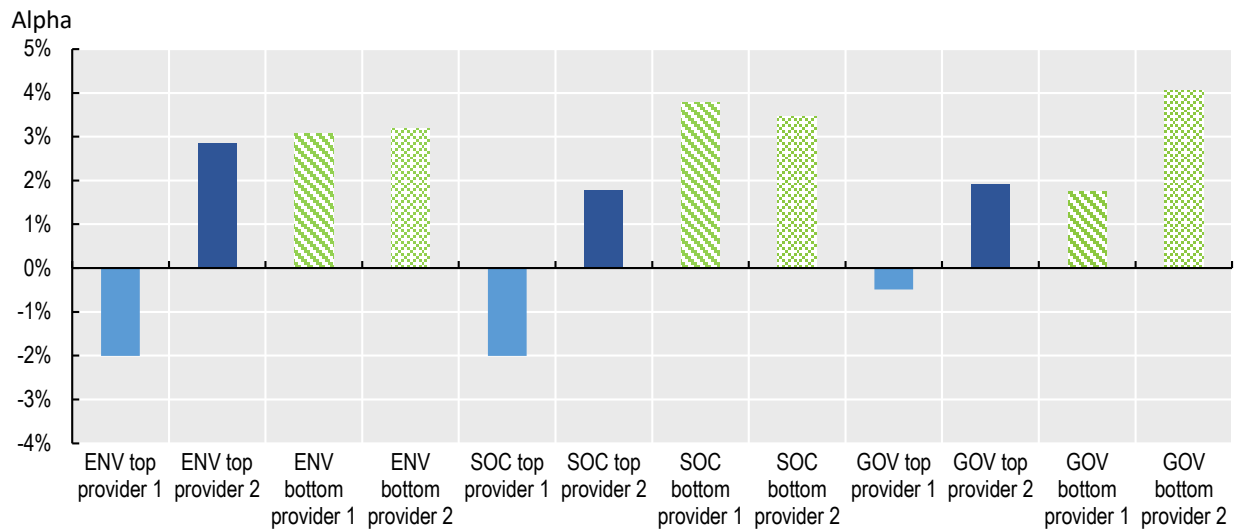 Alpha
5%
4%
3%
2%
1%
0%
-1%
-2%
-3%
-4%
ENV top
provider 1
ENV top
provider 2
ENV
bottom
provider 1
ENV
bottom
provider 2
SOC top
provider 1
SOC top
provider 2
SOC
bottom
provider 1
SOC
bottom
provider 2
GOV top
provider 1
GOV top
provider 2
GOV
bottom
provider 1
GOV
bottom
provider 2